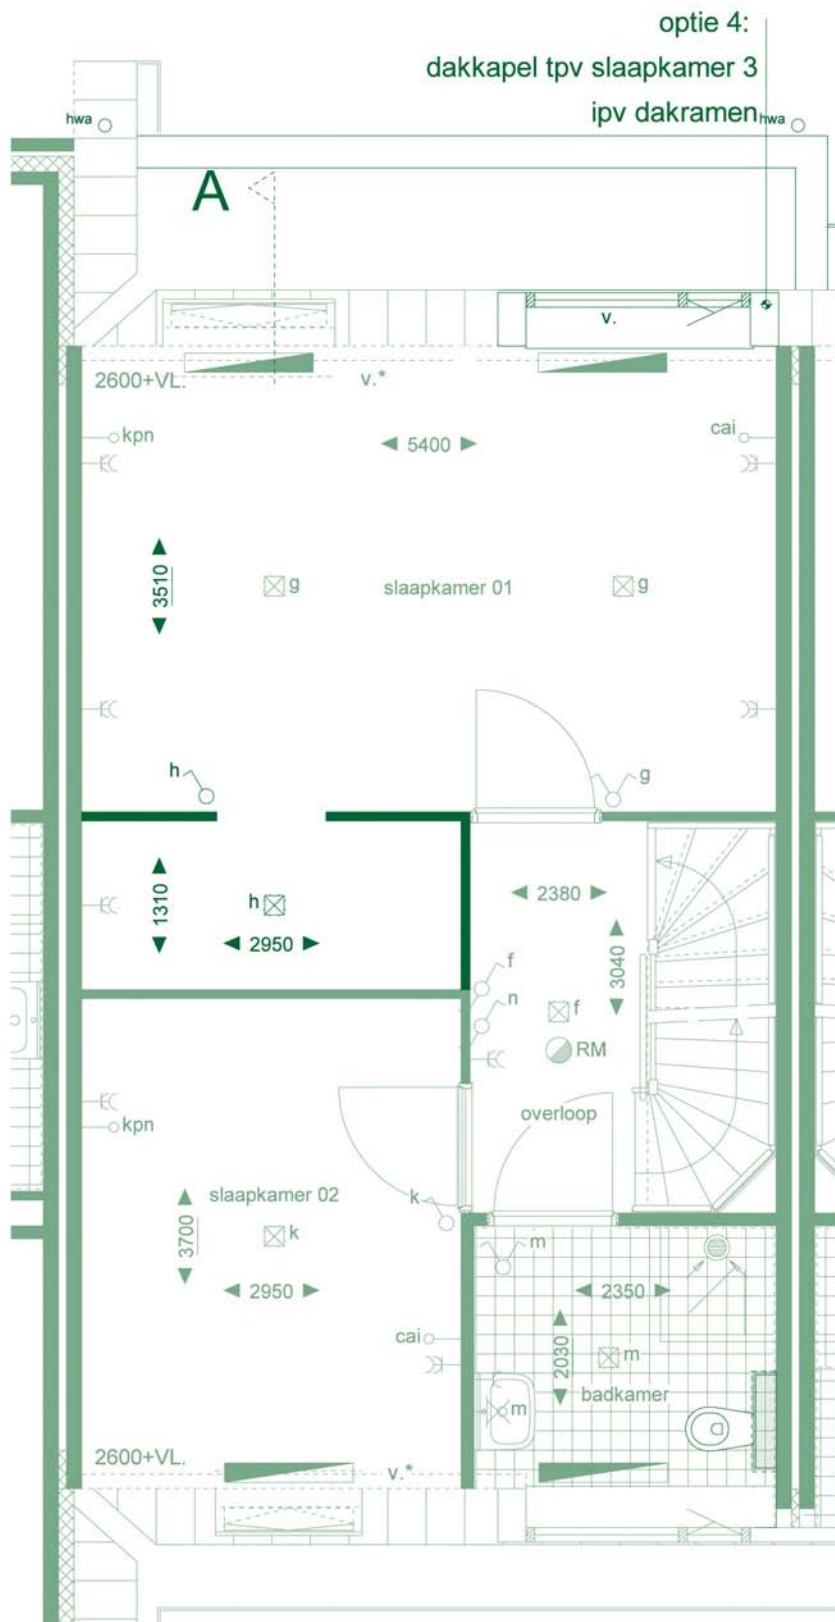 optie 4:
dakkapel tpv slaapkamer 3
ipv dakramen
hwa
hwa
A
v.
2600+VL.
v.*
kpn
5400
cai
3510
g
slaapkamer 01
g
h
g
1310
h
2950
2380
3040
f
n
f
RM
kpn
overloop
slaapkamer 02
k
3700
k
m
2950
2350
cai
2030
m
badkamer
m
2600+VL.
v.*